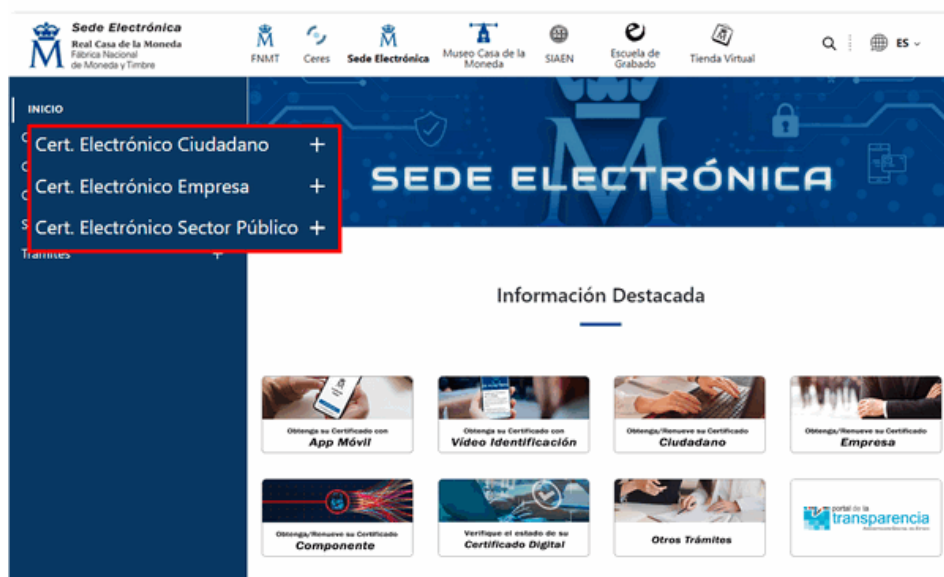 Sede Electrónica
Real Casa de la Moneda
Fábrica Nacional
de Moneda y Timbre
FNMT
Ceres
Sede Electrónica
Museo Casa de la
Moneda
SIAEN
Escuela de
Grabado
Tienda Virtual
ES
INICIO
Cert. Electrónico Ciudadano +
Cert. Electrónico Empresa +
Cert. Electrónico Sector Público +
Trámites +
SEDE ELECTRÓNICA
Información Destacada
Obtenga su Certificado con
App Móvil
Obtenga su Certificado con
Vídeo Identificación
Obtenga/Renueve su Certificado
Ciudadano
Obtenga/Renueve su Certificado
Empresa
Obtenga/Renueve su Certificado
Componente
Verifique el estado de su
Certificado Digital
Otros Trámites
portal de la
transparencia